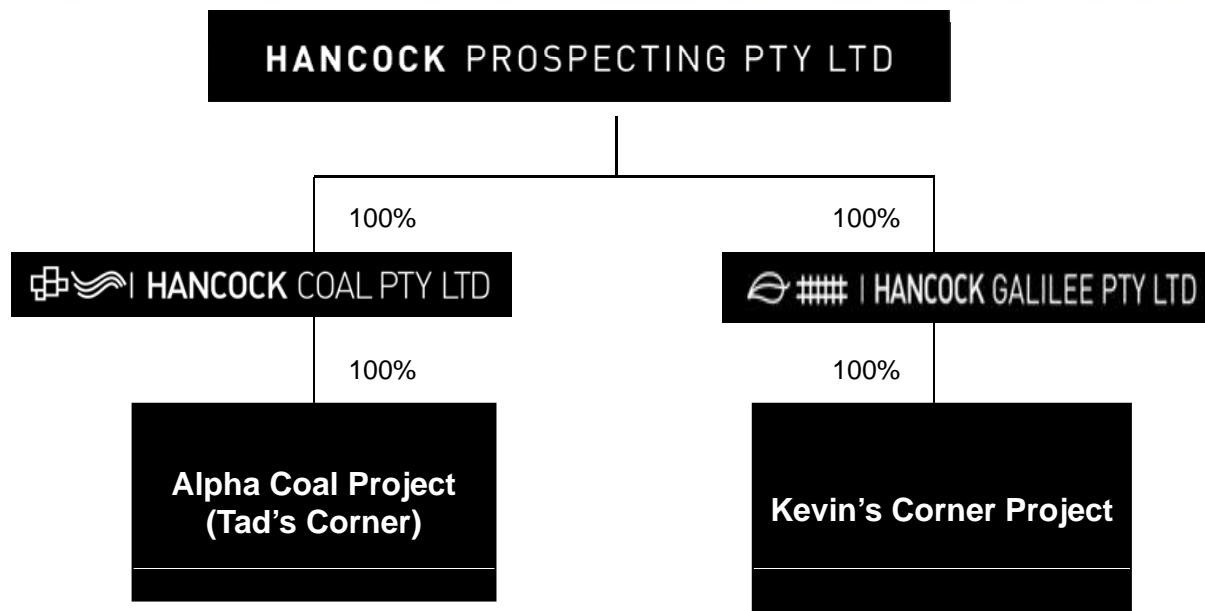 HANCOCK PROSPECTING PTY LTD
100%
100%
HANCOCK COAL PTY LTD
HANCOCK GALILEE PTY LTD
100%
100%
Alpha Coal Project
(Tad's Corner)
Kevin's Corner Project